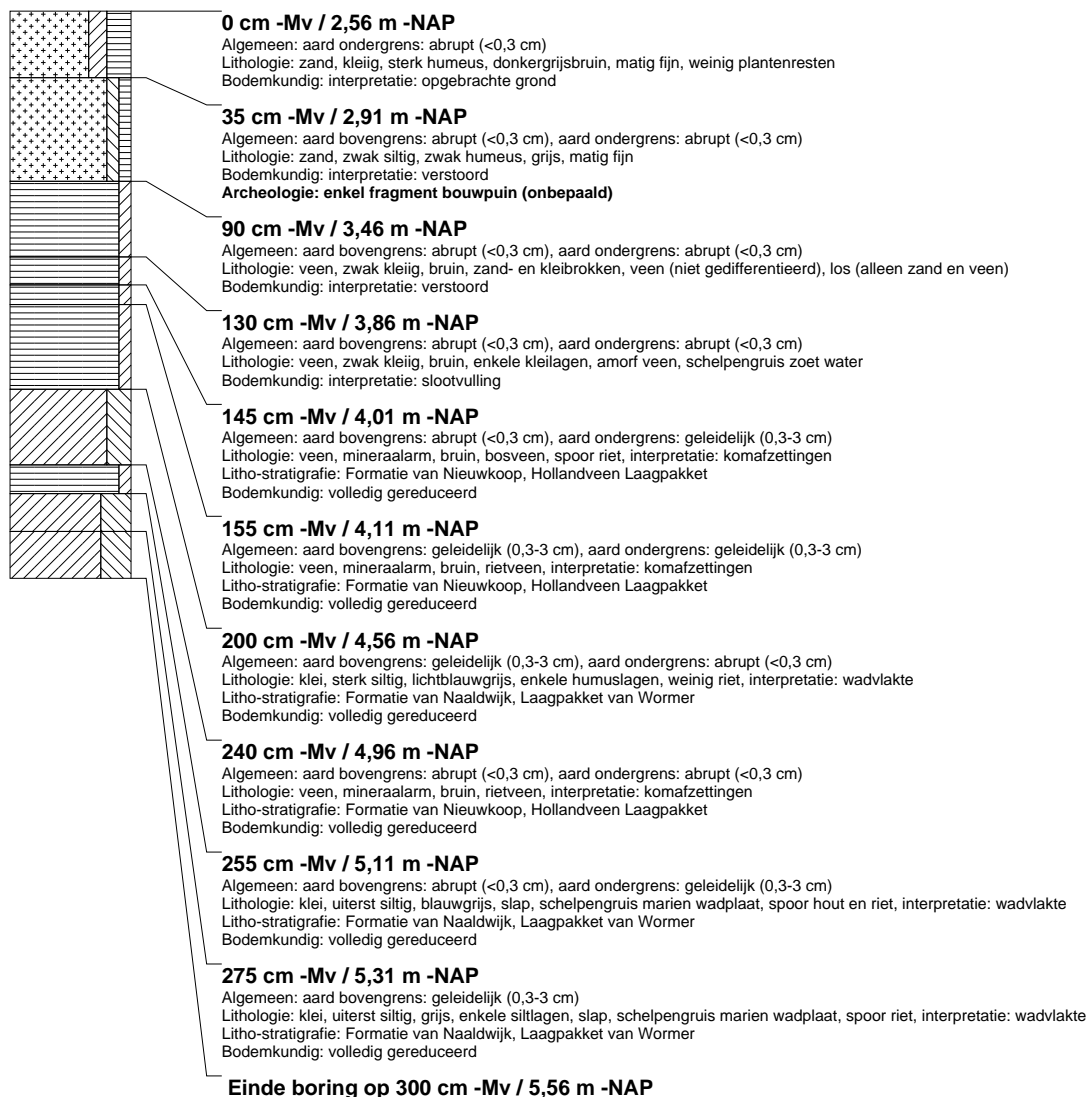 0 cm -Mv / 2,56 m -NAP
Algemeen: aard ondergrens: abrupt (<0,3 cm)
Lithologie: zand, kleiig, sterk humeus, donkergrijsbruin, matig fijn, weinig plantenresten
Bodemkundig: interpretatie: opgebrachte grond
35 cm -Mv / 2,91 m -NAP
Algemeen: aard bovengrens: abrupt (<0,3 cm), aard ondergrens: abrupt (<0,3 cm)
Lithologie: zand, zwak siltig, zwak humeus, grijs, matig fijn
Bodemkundig: interpretatie: verstoord
Archeologie: enkel fragment bouwpuin (onbepaald)
90 cm -Mv / 3,46 m -NAP
Algemeen: aard bovengrens: abrupt (<0,3 cm), aard ondergrens: abrupt (<0,3 cm)
Lithologie: veen, zwak kleiig, bruin, zand- en kleibrokken, veen (niet gedifferentieerd), los (alleen zand en veen)
Bodemkundig: interpretatie: verstoord
130 cm -Mv / 3,86 m -NAP
Algemeen: aard bovengrens: abrupt (<0,3 cm), aard ondergrens: abrupt (<0,3 cm)
Lithologie: veen, zwak kleiig, bruin, enkele kleilagen, amorf veen, schelpengruis zoet water
Bodemkundig: interpretatie: slootvulling
145 cm -Mv / 4,01 m -NAP
Algemeen: aard bovengrens: abrupt (<0,3 cm), aard ondergrens: geleidelijk (0,3-3 cm)
Lithologie: veen, mineraalarm, bruin, bosveen, spoor riet, interpretatie: komafzettingen
Litho-stratigrafie: Formatie van Nieuwkoop, Hollandveen Laagpakket
Bodemkundig: volledig gereduceerd
155 cm -Mv / 4,11 m -NAP
Algemeen: aard bovengrens: geleidelijk (0,3-3 cm), aard ondergrens: geleidelijk (0,3-3 cm)
Lithologie: veen, mineraalarm, bruin, rietveen, interpretatie: komafzettingen
Litho-stratigrafie: Formatie van Nieuwkoop, Hollandveen Laagpakket
Bodemkundig: volledig gereduceerd
200 cm -Mv / 4,56 m -NAP
Algemeen: aard bovengrens: geleidelijk (0,3-3 cm), aard ondergrens: abrupt (<0,3 cm)
Lithologie: klei, sterk siltig, lichtblauwgrijs, enkele humuslagen, weinig riet, interpretatie: wadvlakte
Litho-stratigrafie: Formatie van Naaldwijk, Laagpakket van Wormer
Bodemkundig: volledig gereduceerd
240 cm -Mv / 4,96 m -NAP
Algemeen: aard bovengrens: abrupt (<0,3 cm), aard ondergrens: abrupt (<0,3 cm)
Lithologie: veen, mineraalarm, bruin, rietveen, interpretatie: komafzettingen
Litho-stratigrafie: Formatie van Nieuwkoop, Hollandveen Laagpakket
Bodemkundig: volledig gereduceerd
255 cm -Mv / 5,11 m -NAP
Algemeen: aard bovengrens: abrupt (<0,3 cm), aard ondergrens: geleidelijk (0,3-3 cm)
Lithologie: klei, uiterst siltig, blauwgrijs, slap, schelpengruis marien wadplaat, spoor hout en riet, interpretatie: wadvlakte
Litho-stratigrafie: Formatie van Naaldwijk, Laagpakket van Wormer
Bodemkundig: volledig gereduceerd
275 cm -Mv / 5,31 m -NAP
Algemeen: aard bovengrens: geleidelijk (0,3-3 cm)
Lithologie: klei, uiterst siltig, grijs, enkele siltlagen, slap, schelpengruis marien wadplaat, spoor riet, interpretatie: wadvlakte
Litho-stratigrafie: Formatie van Naaldwijk, Laagpakket van Wormer
Bodemkundig: volledig gereduceerd
Einde boring op 300 cm -Mv / 5,56 m -NAP